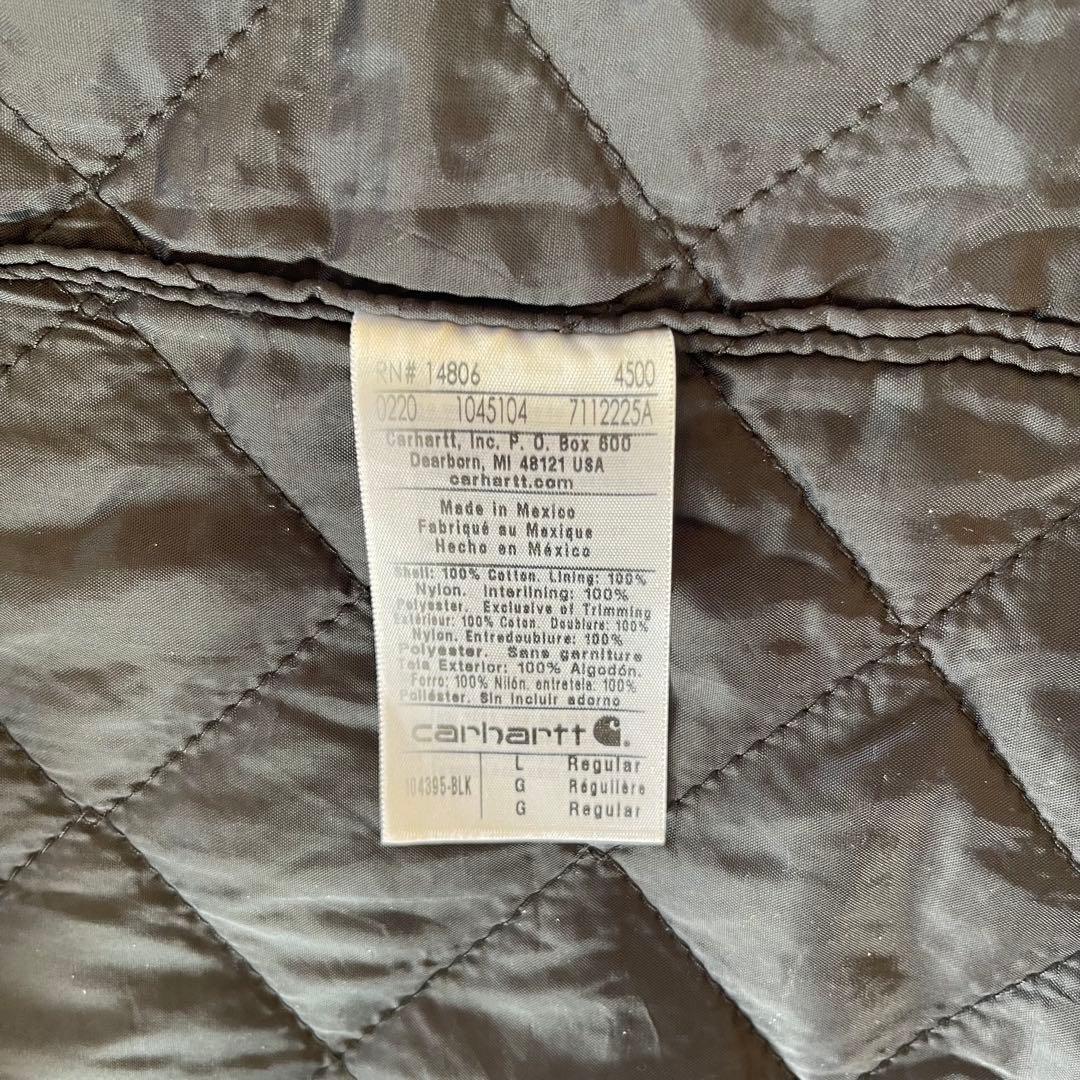 RN# 14806 4500
0220 1045104 7112225A
Carhartt, Inc. P. O. Box 600
Dearborn, MI 48121 USA
carhartt.com
Made in Mexico
Fabriqué au Mexique
Hecho en México
Shell: 100% Cotton. Lining: 100%
Nylon. Interlining: 100%
Polyester. Exclusive of Trimming
Extérieur: 100% Coton. Doublure: 100%
Nylon. Entredoublure: 100%
Polyester. Sans garniture
Tela Exterior: 100% Algodón.
Forro: 100% Nilón. entretela. 100%
Poliéster. Sin incluir adorno
carhartt
L Regular
104395-BLK G Régulière
G Regular